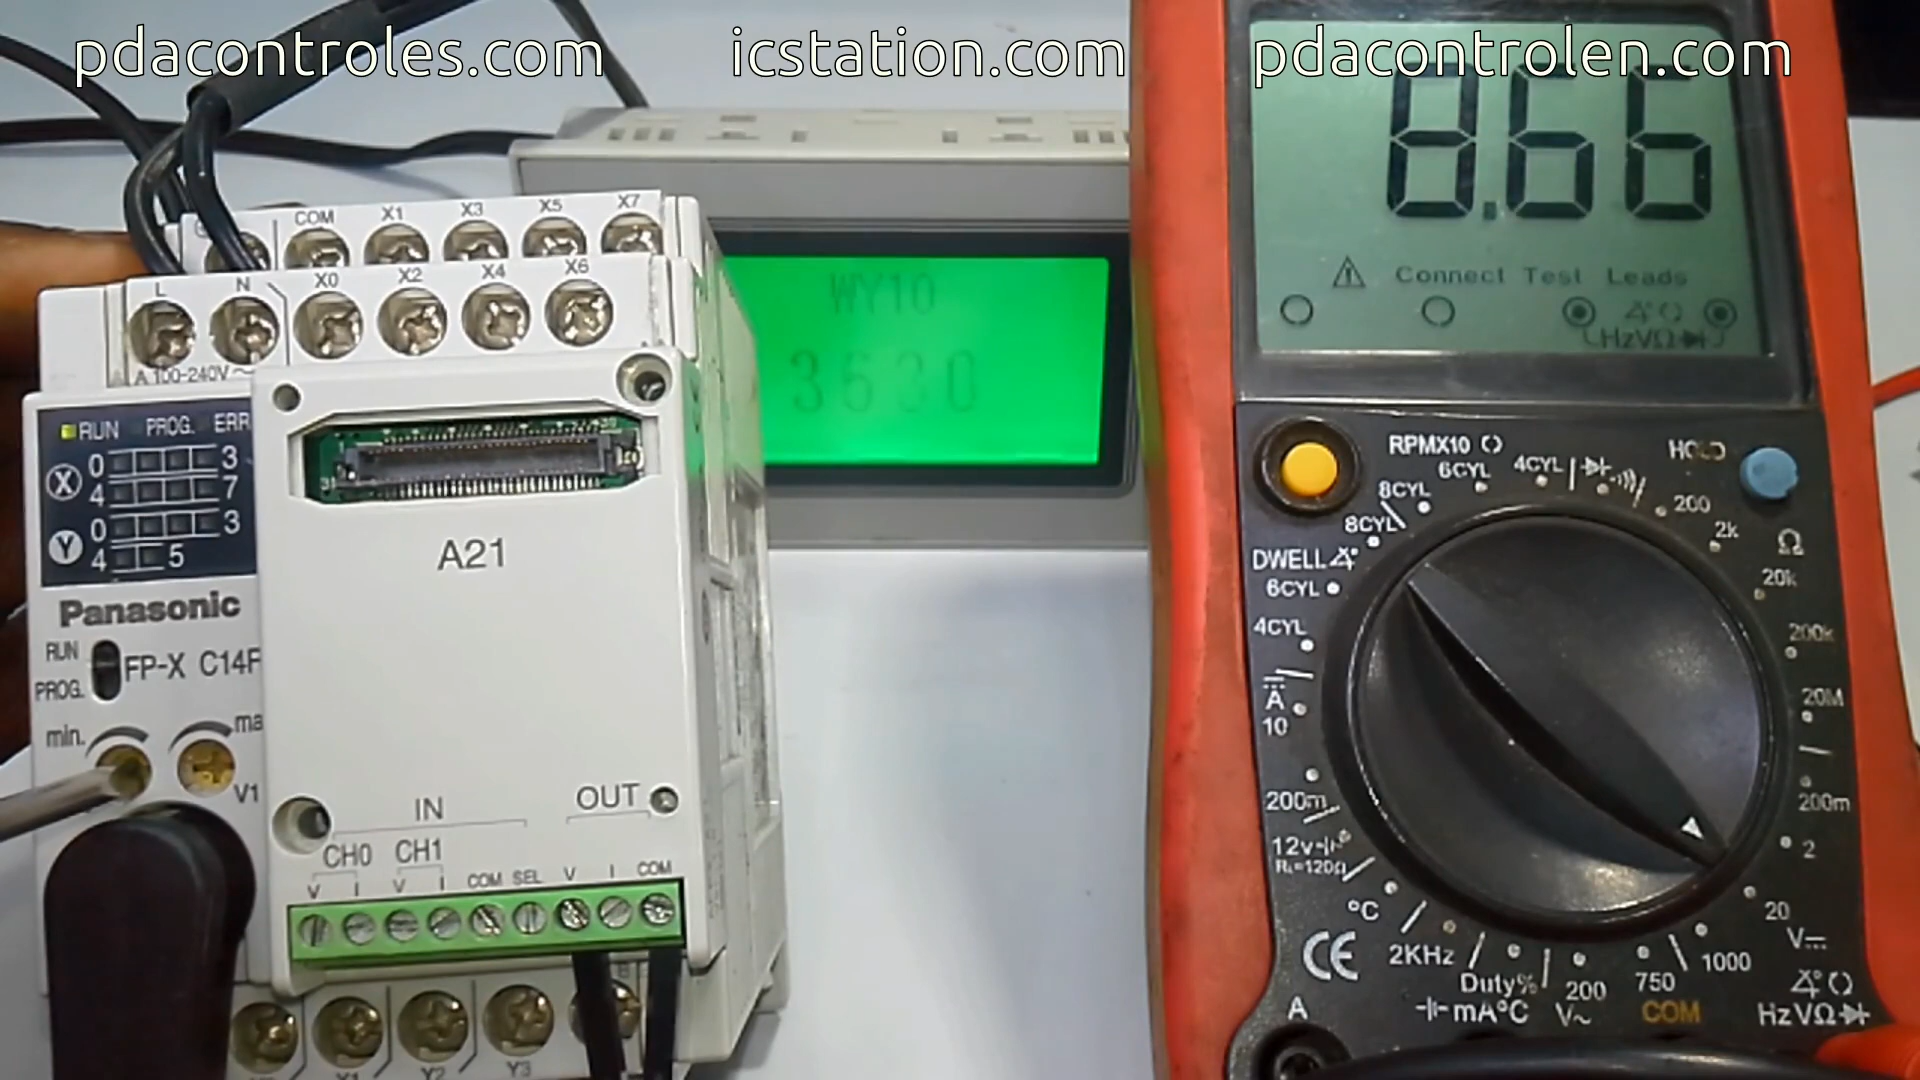 pdacontroles.com
icstation.com
pdacontrolen.com
8.66
Connect Test Leads
HzVΩ
WY10
COM X1 X3 X5 X7
L N X0 X2 X4 X6
A 100-240V ~
RUN PROG. ERR
X 0 3
4 7
Y 0 3
4 5
Panasonic
RUN
PROG.
FP-X C14R
min.
V1
A21
IN
OUT
CH0 CH1
V I V I COM SEL V I COM
Y1 Y2 Y3
RPMX10
6CYL
4CYL
8CYL
8CYL
DWELL
6CYL
4CYL
HOLD
200
2k
Ω
20k
200k
20M
200m
2
20
V
1000
750
200
V~
Duty%
2KHz
°C
12v
RL=120Ω
200m
A
10
CE
A
mA°C
COM
HzVΩ